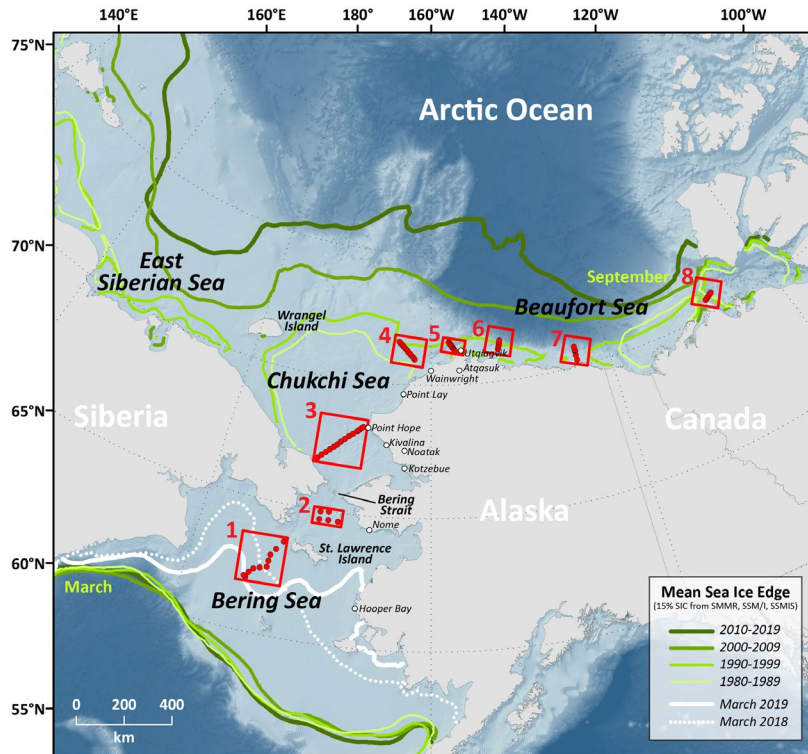 140°E 160°E 180° 160°W 140°W 120°W 100°W
75°N
Arctic Ocean
70°N
East
Siberian Sea
September
8
Beaufort Sea
Wrangel
Island
4 5 6 7
Utqiagvik
Atqasuk
Wainwright
Chukchi Sea
Point Lay
65°N
Siberia
Canada
3
Point Hope
Kivalina
Noatak
Kotzebue
Bering
Strait
Alaska
2
Nome
1
St. Lawrence
Island
60°N
March
Bering Sea
Hooper Bay
Mean Sea Ice Edge
(15% SIC from SMMR, SSM/I, SSMIS)
2010-2019
2000-2009
1990-1999
1980-1989
March 2019
March 2018
0 200 400
km
55°N